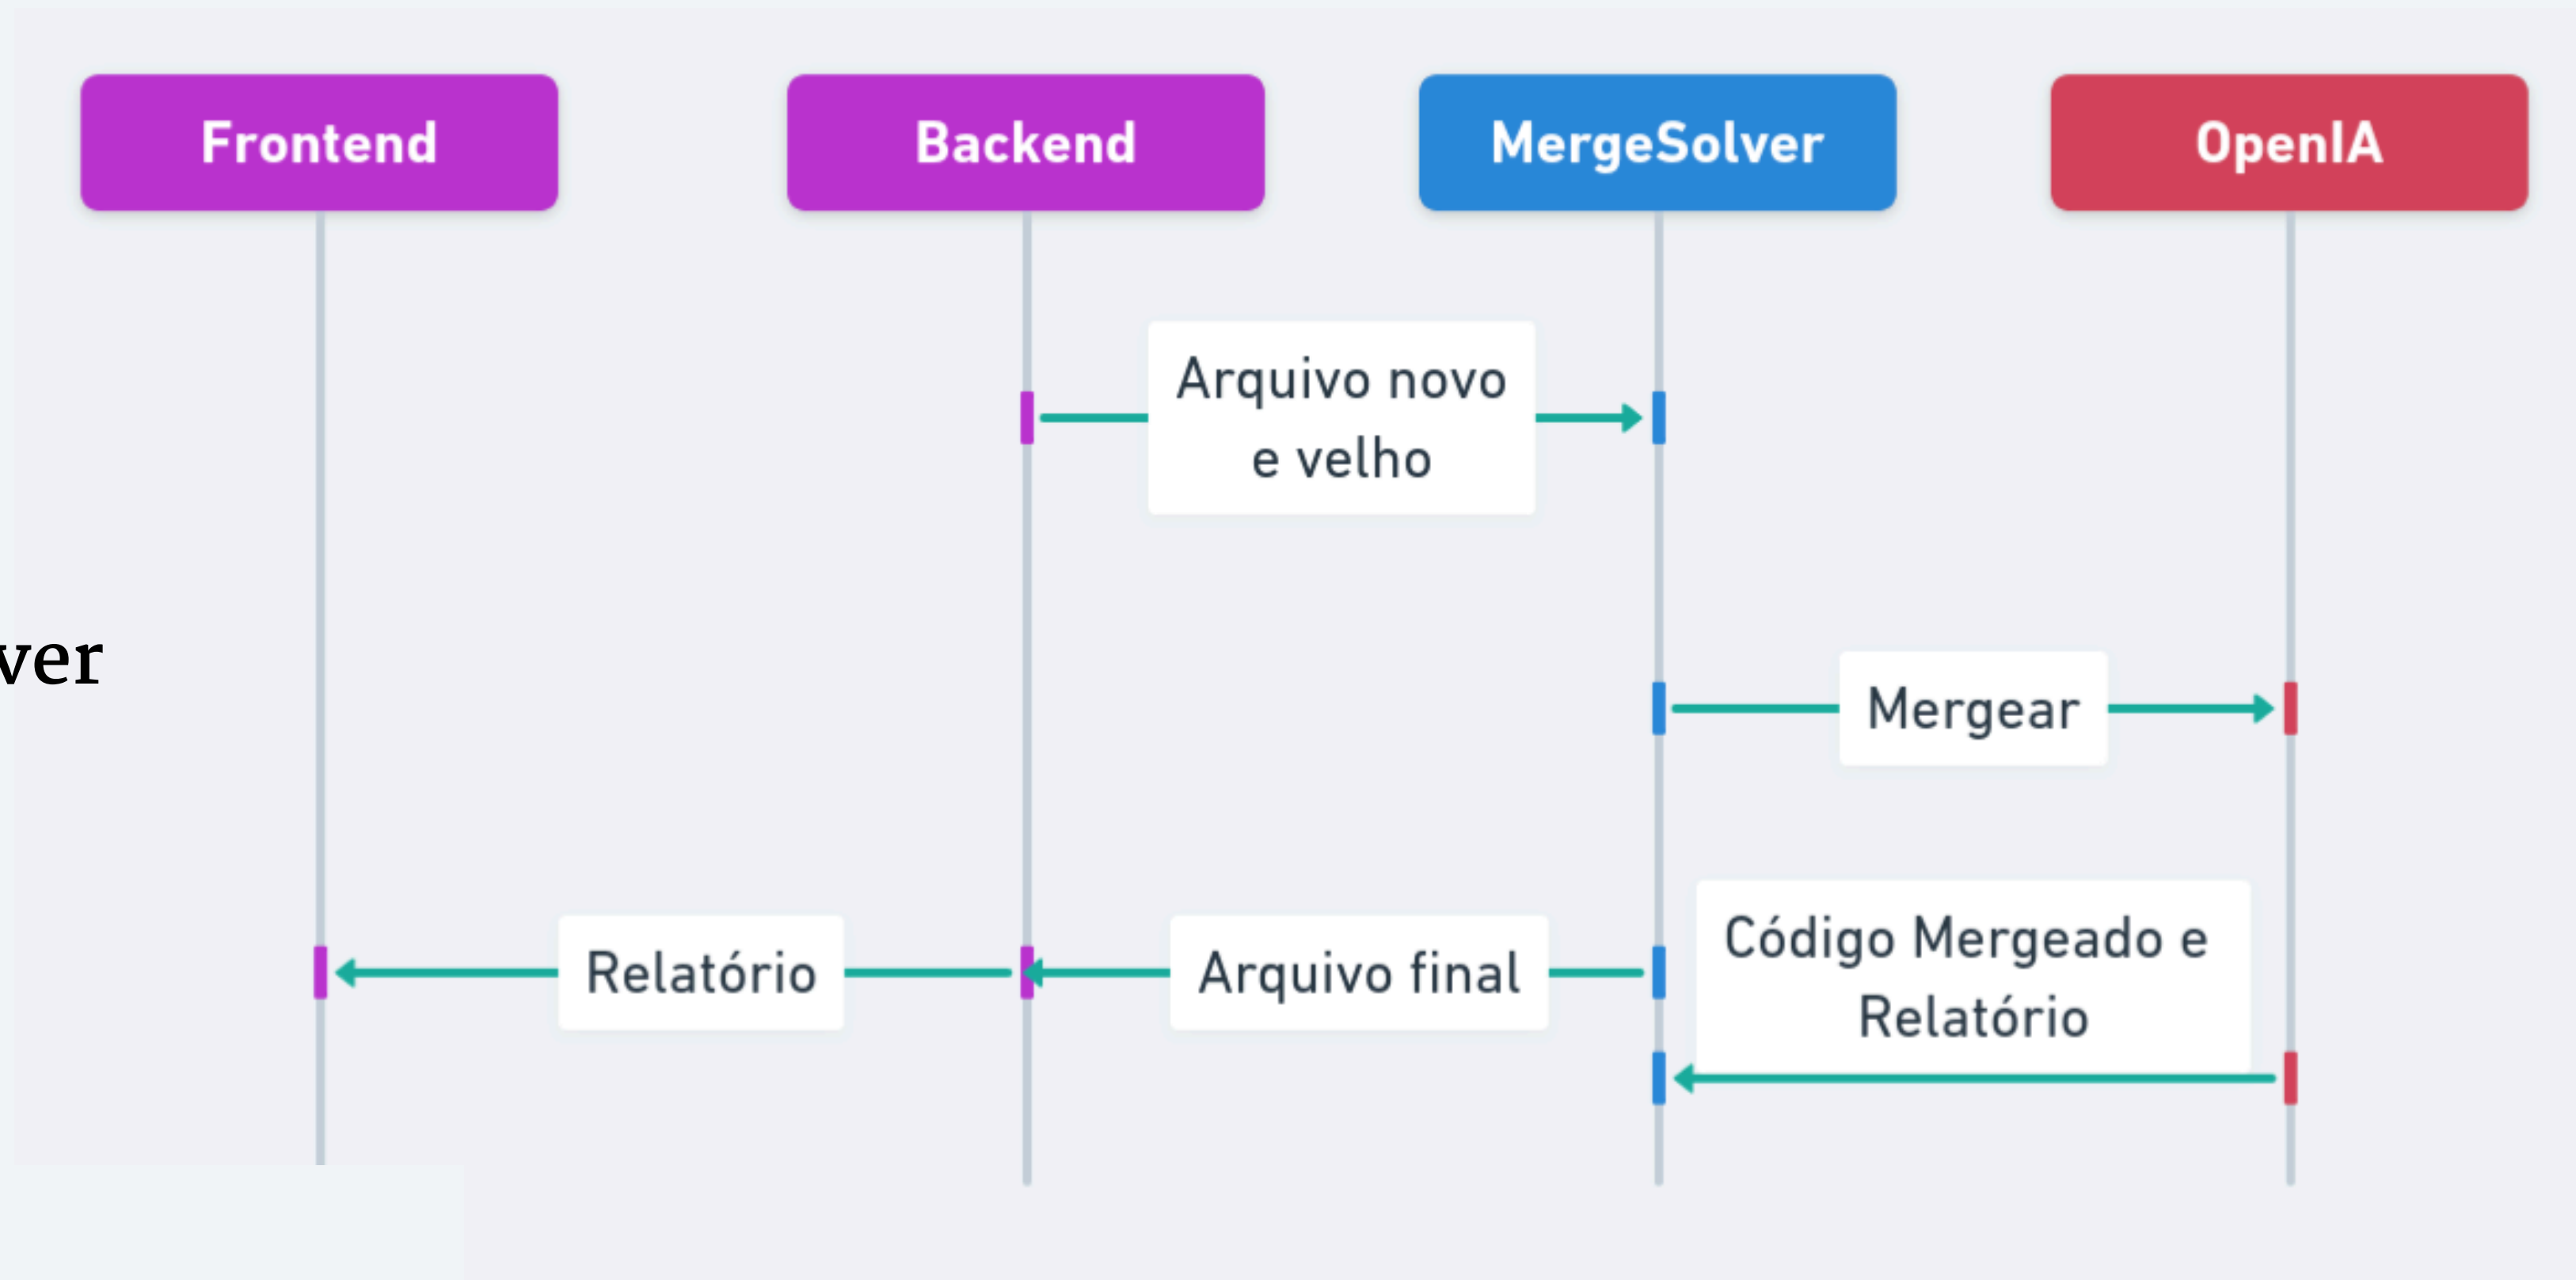 Frontend
Backend
MergeSolver
OpenIA
Arquivo novo
e velho
ver
Mergear
Relatório
Arquivo final
Código Mergeado e
Relatório